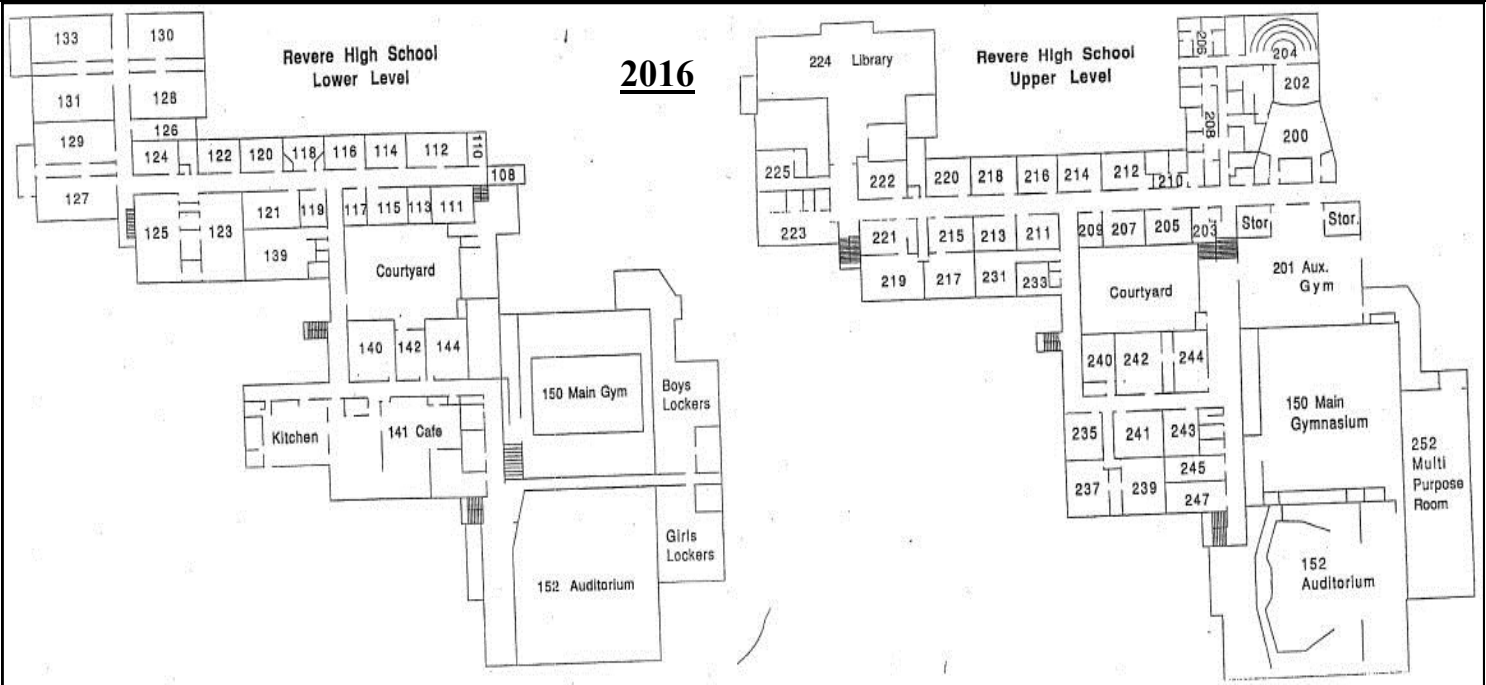 Revere High School
Lower Level
2016
133
130
131
128
129
126
127
124
122
120
118
116
114
112
110
108
125
123
121
119
117
115
113
111
139
Courtyard
140
142
144
150 Main Gym
Boys
Lockers
Kitchen
141 Cafe
Girls
Lockers
152 Auditorium
Revere High School
Upper Level
224 Library
206
204
202
208
200
225
222
220
218
216
214
212
210
223
221
215
213
211
209
207
205
203
Stor
Stor.
219
217
231
233
Courtyard
201 Aux.
Gym
240
242
244
150 Main
Gymnasium
235
241
243
245
237
239
247
252
Multi
Purpose
Room
152
Auditorium